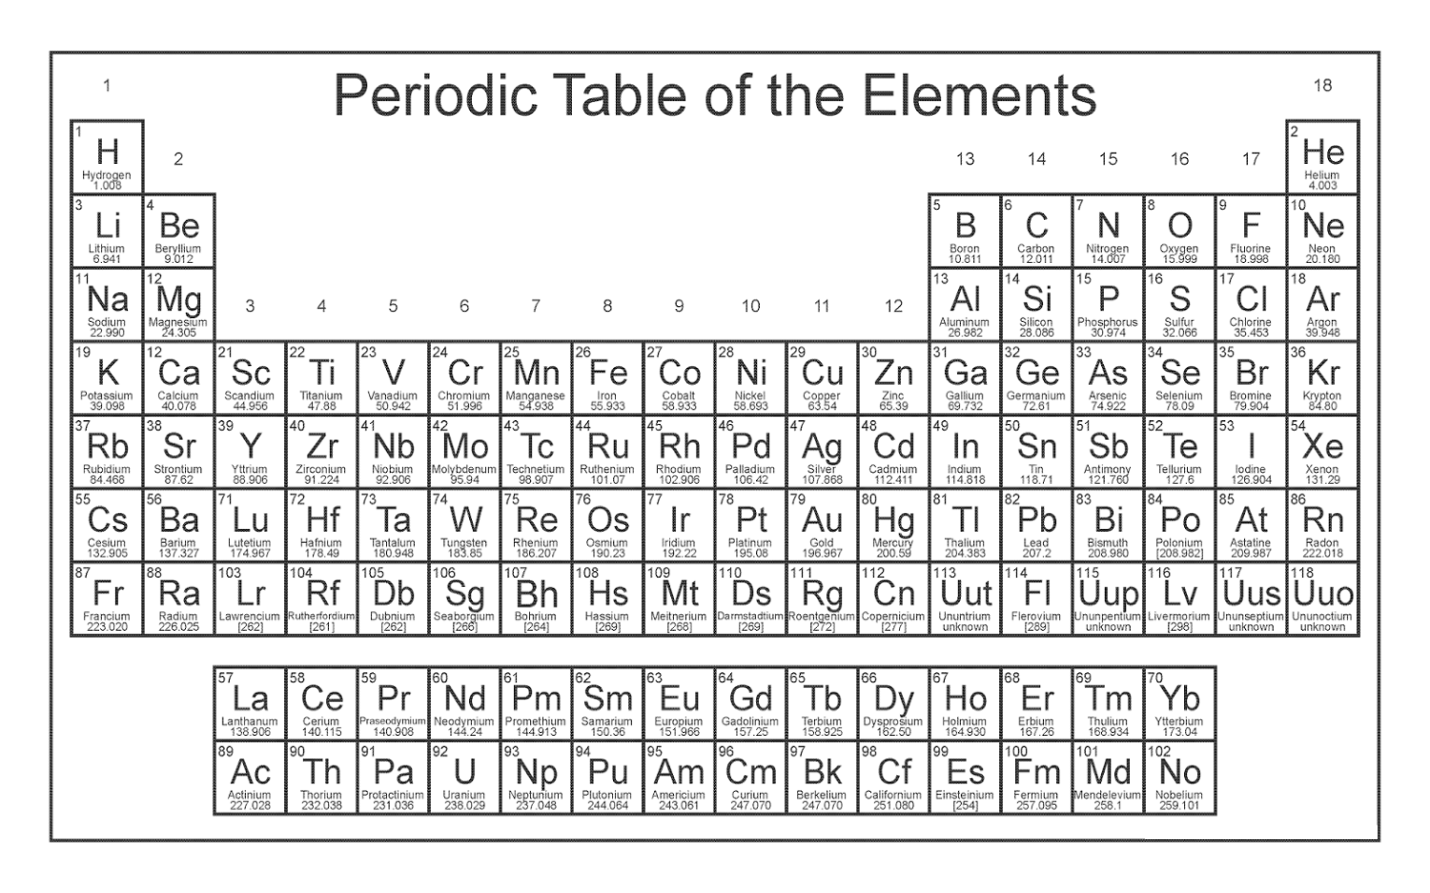 1 Periodic Table of the Elements 18
1 2
H He
2 13 14 15 16 17
Hydrogen Helium
1.008 4.003
3 4 5 6 7 8 9 10
Li Be B C N O F Ne
Lithium Beryllium Boron Carbon Nitrogen Oxygen Fluorine Neon
6.941 9.012 10.811 12.011 14.007 15.999 18.998 20.180
11 12 13 14 15 16 17 18
Na Mg 3 4 5 6 7 8 9 10 11 12 Al Si P S Cl Ar
Sodium Magnesium Aluminum Silicon Phosphorus Sulfur Chlorine Argon
22.990 24.305 26.982 28.086 30.974 32.066 35.453 39.948
19 12 21 22 23 24 25 26 27 28 29 30 31 32 33 34 35 36
K Ca Sc Ti V Cr Mn Fe Co Ni Cu Zn Ga Ge As Se Br Kr
Potassium Calcium Scandium Titanium Vanadium Chromium Manganese Iron Cobalt Nickel Copper Zinc Gallium Germanium Arsenic Selenium Bromine Krypton
39.098 40.078 44.956 47.88 50.942 51.996 54.938 55.933 58.933 58.693 63.54 65.39 69.732 72.61 74.922 78.09 79.904 84.80
37 38 39 40 41 42 43 44 45 46 47 48 49 50 51 52 53 54
Rb Sr Y Zr Nb Mo Tc Ru Rh Pd Ag Cd In Sn Sb Te I Xe
Rubidium Strontium Yttrium Zirconium Niobium Molybdenum Technetium Ruthenium Rhodium Palladium Silver Cadmium Indium Tin Antimony Tellurium Iodine Xenon
84.468 87.62 88.906 91.224 92.906 95.94 98.907 101.07 102.906 106.42 107.868 112.411 114.818 118.71 121.760 127.6 126.904 131.29
55 56 71 72 73 74 75 76 77 78 79 80 81 82 83 84 85 86
Cs Ba Lu Hf Ta W Re Os Ir Pt Au Hg Tl Pb Bi Po At Rn
Cesium Barium Lutetium Hafnium Tantalum Tungsten Rhenium Osmium Iridium Platinum Gold Mercury Thalium Lead Bismuth Polonium Astatine Radon
132.905 137.327 174.967 178.49 180.948 183.85 186.207 190.23 192.22 195.08 196.967 200.59 204.383 207.2 208.980 [208.982] 209.987 222.018
87 88 103 104 105 106 107 108 109 110 111 112 113 114 115 116 117 118
Fr Ra Lr Rf Db Sg Bh Hs Mt Ds Rg Cn Uut Fl Uup Lv Uus Uuo
Francium Radium Lawrencium Rutherfordium Dubnium Seaborgium Bohrium Hassium Meitnerium Darmstadtium Roentgenium Copernicium Ununtrium Flerovium Ununpentium Livermorium Ununseptium Ununoctium
223.020 226.025 [262] [261] [262] [266] [264] [269] [268] [269] [272] [277] unknown [289] unknown [298] unknown unknown
57 58 59 60 61 62 63 64 65 66 67 68 69 70
La Ce Pr Nd Pm Sm Eu Gd Tb Dy Ho Er Tm Yb
Lanthanum Cerium Praseodymium Neodymium Promethium Samarium Europium Gadolinium Terbium Dysprosium Holmium Erbium Thulium Ytterbium
138.906 140.115 140.908 144.24 144.913 150.36 151.966 157.25 158.925 162.50 164.930 167.26 168.934 173.04
89 90 91 92 93 94 95 96 97 98 99 100 101 102
Ac Th Pa U Np Pu Am Cm Bk Cf Es Fm Md No
Actinium Thorium Protactinium Uranium Neptunium Plutonium Americium Curium Berkelium Californium Einsteinium Fermium Mendelevium Nobelium
227.028 232.038 231.036 238.029 237.048 244.064 243.061 247.070 247.070 251.080 [254] 257.095 258.1 259.101